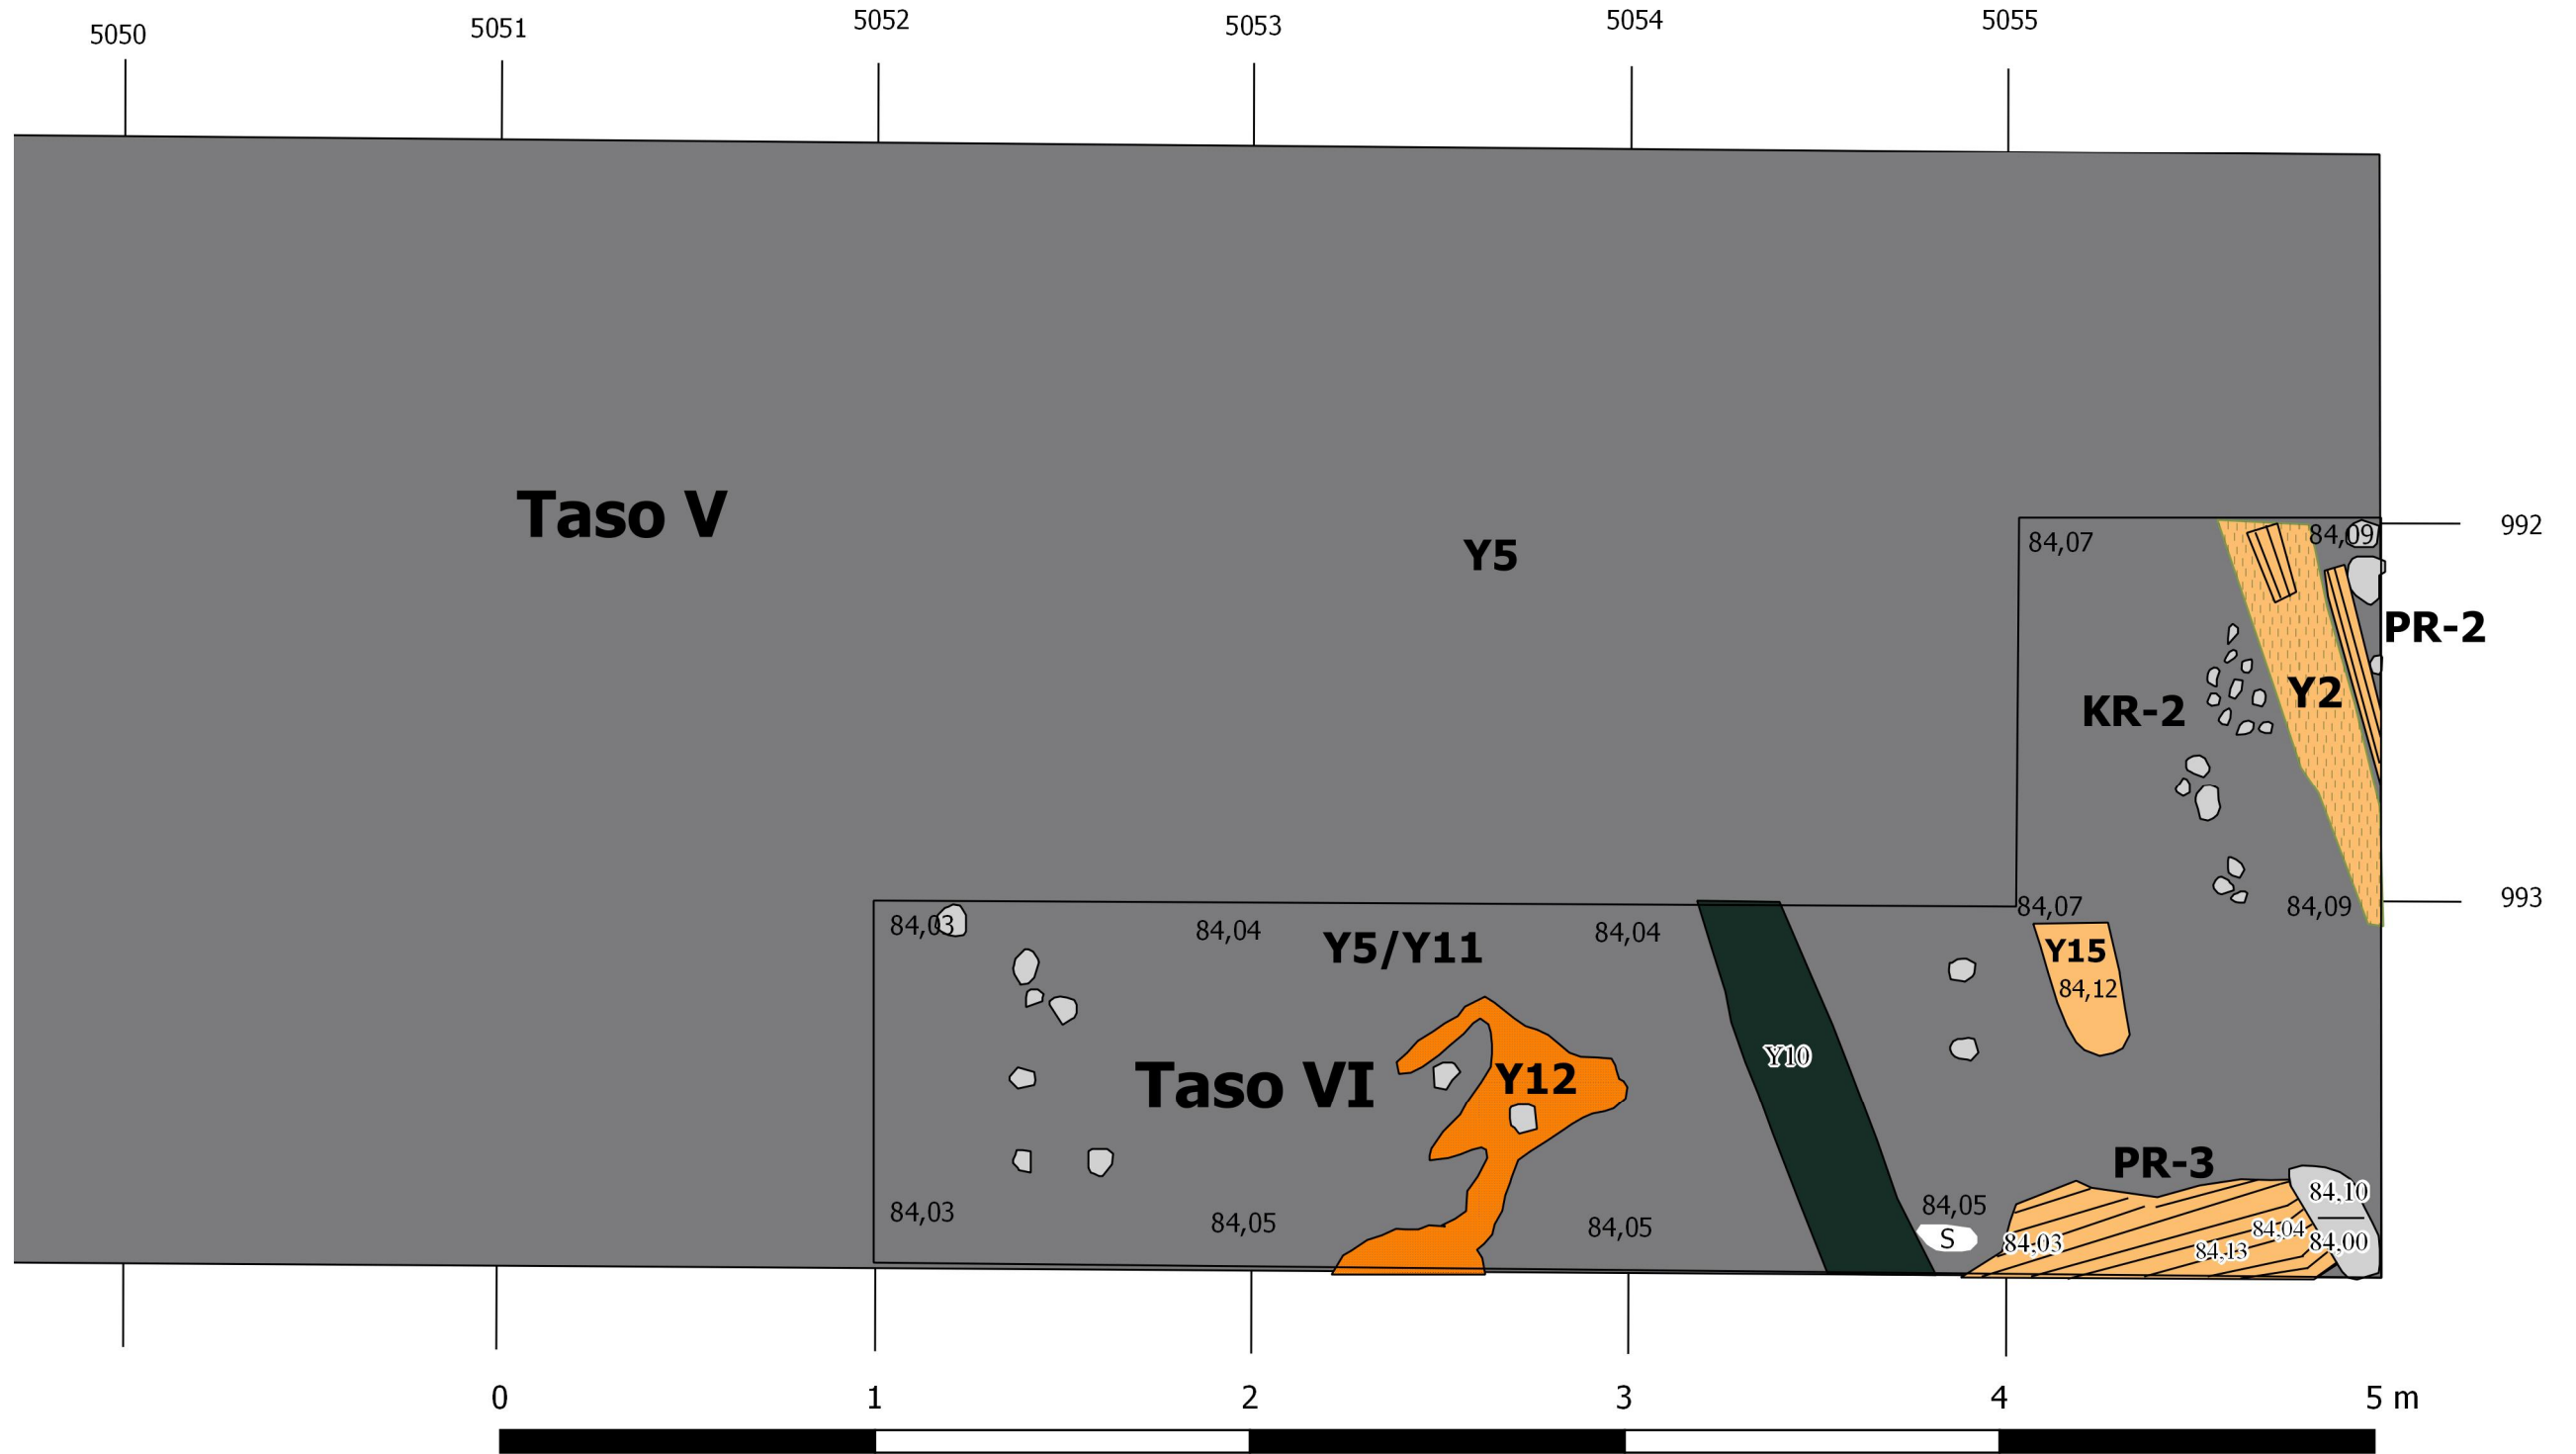 5050 5051 5052 5053 5054 5055
Taso V
Y5
84,07 84,09 992
PR-2
Y2
KR-2
993
84,07 84,09
84,03 84,04 84,04
Y5/Y11
Y15
84,12
Y10
Taso VI
Y12
PR-3
84,10
84,00
84,03 84,05 84,05 84,05
S
84,03 84,13 84,04
0 1 2 3 4 5 m